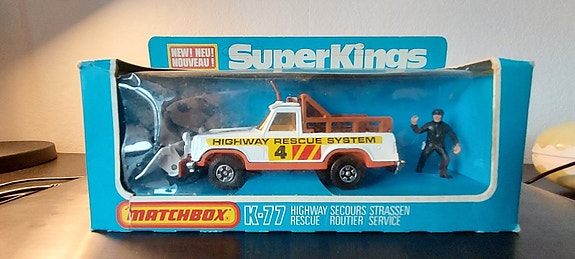 NEW! NEU!
NOUVEAU!
SuperKings
HIGHWAY RESCUE SYSTEM
4
MATCHBOX
K-77
HIGHWAY SECOURS STRASSEN
RESCUE ROUTIER SERVICE